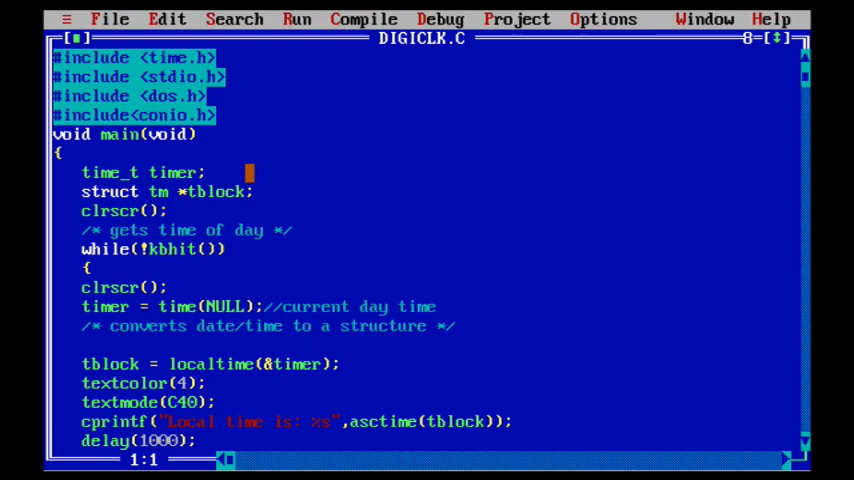 ≡ File Edit Search Run Compile Debug Project Options Window Help
[■] DIGICLK.C 8=[↕]
#include <time.h>
#include <stdio.h>
#include <dos.h>
#include<conio.h>
void main(void)
{
time_t timer;
struct tm *tblock;
clrscr();
/* gets time of day */
while(!kbhit())
{
clrscr();
timer = time(NULL);//current day time
/* converts date/time to a structure */
tblock = localtime(&timer);
textcolor(4);
textmode(C40);
cprintf("Local time is: %s",asctime(tblock));
delay(1000);
1:1